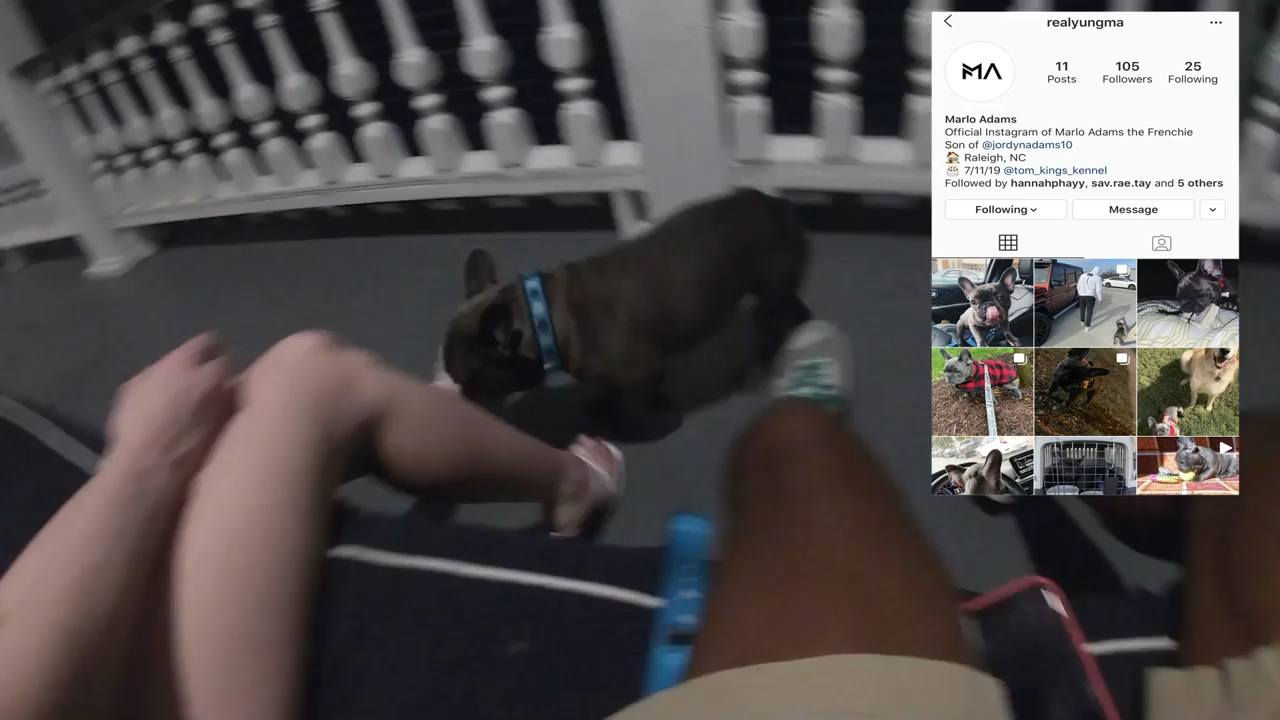 realyungma
MA
11
105
25
Posts
Followers
Following
Marlo Adams
Official Instagram of Marlo Adams the Frenchie
Son of @jordynadams10
Raleigh, NC
7/11/19 @tom_kings_kennel
Followed by hannahphayy, sav.rae.tay and 5 others
Following
Message